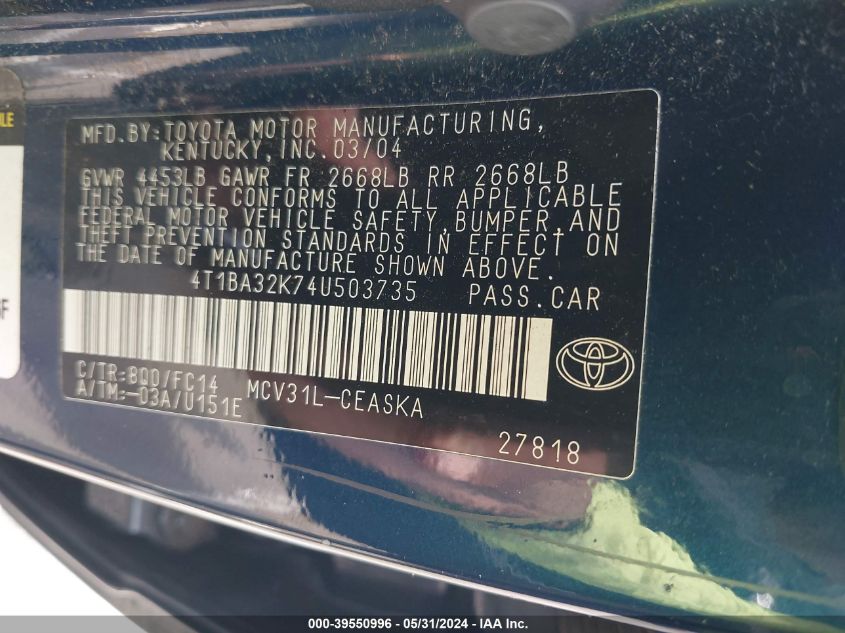 LE
F
MFD.BY:TOYOTA MOTOR MANUFACTURING,
KENTUCKY,INC.03/04
GVWR 4453LB GAWR FR 2668LB RR 2668LB
THIS VEHICLE CONFORMS TO ALL APPLICABLE
FEDERAL MOTOR VEHICLE SAFETY,BUMPER,AND
THEFT PREVENTION STANDARDS IN EFFECT ON
THE DATE OF MANUFACTURE SHOWN ABOVE.
4T1BA32K74U503735 PASS.CAR
C/TR:8Q0/FC14
A/TM:-03A/U151E MCV31L-CEASKA
27818
000-39550996 - 05/31/2024 - IAA Inc.